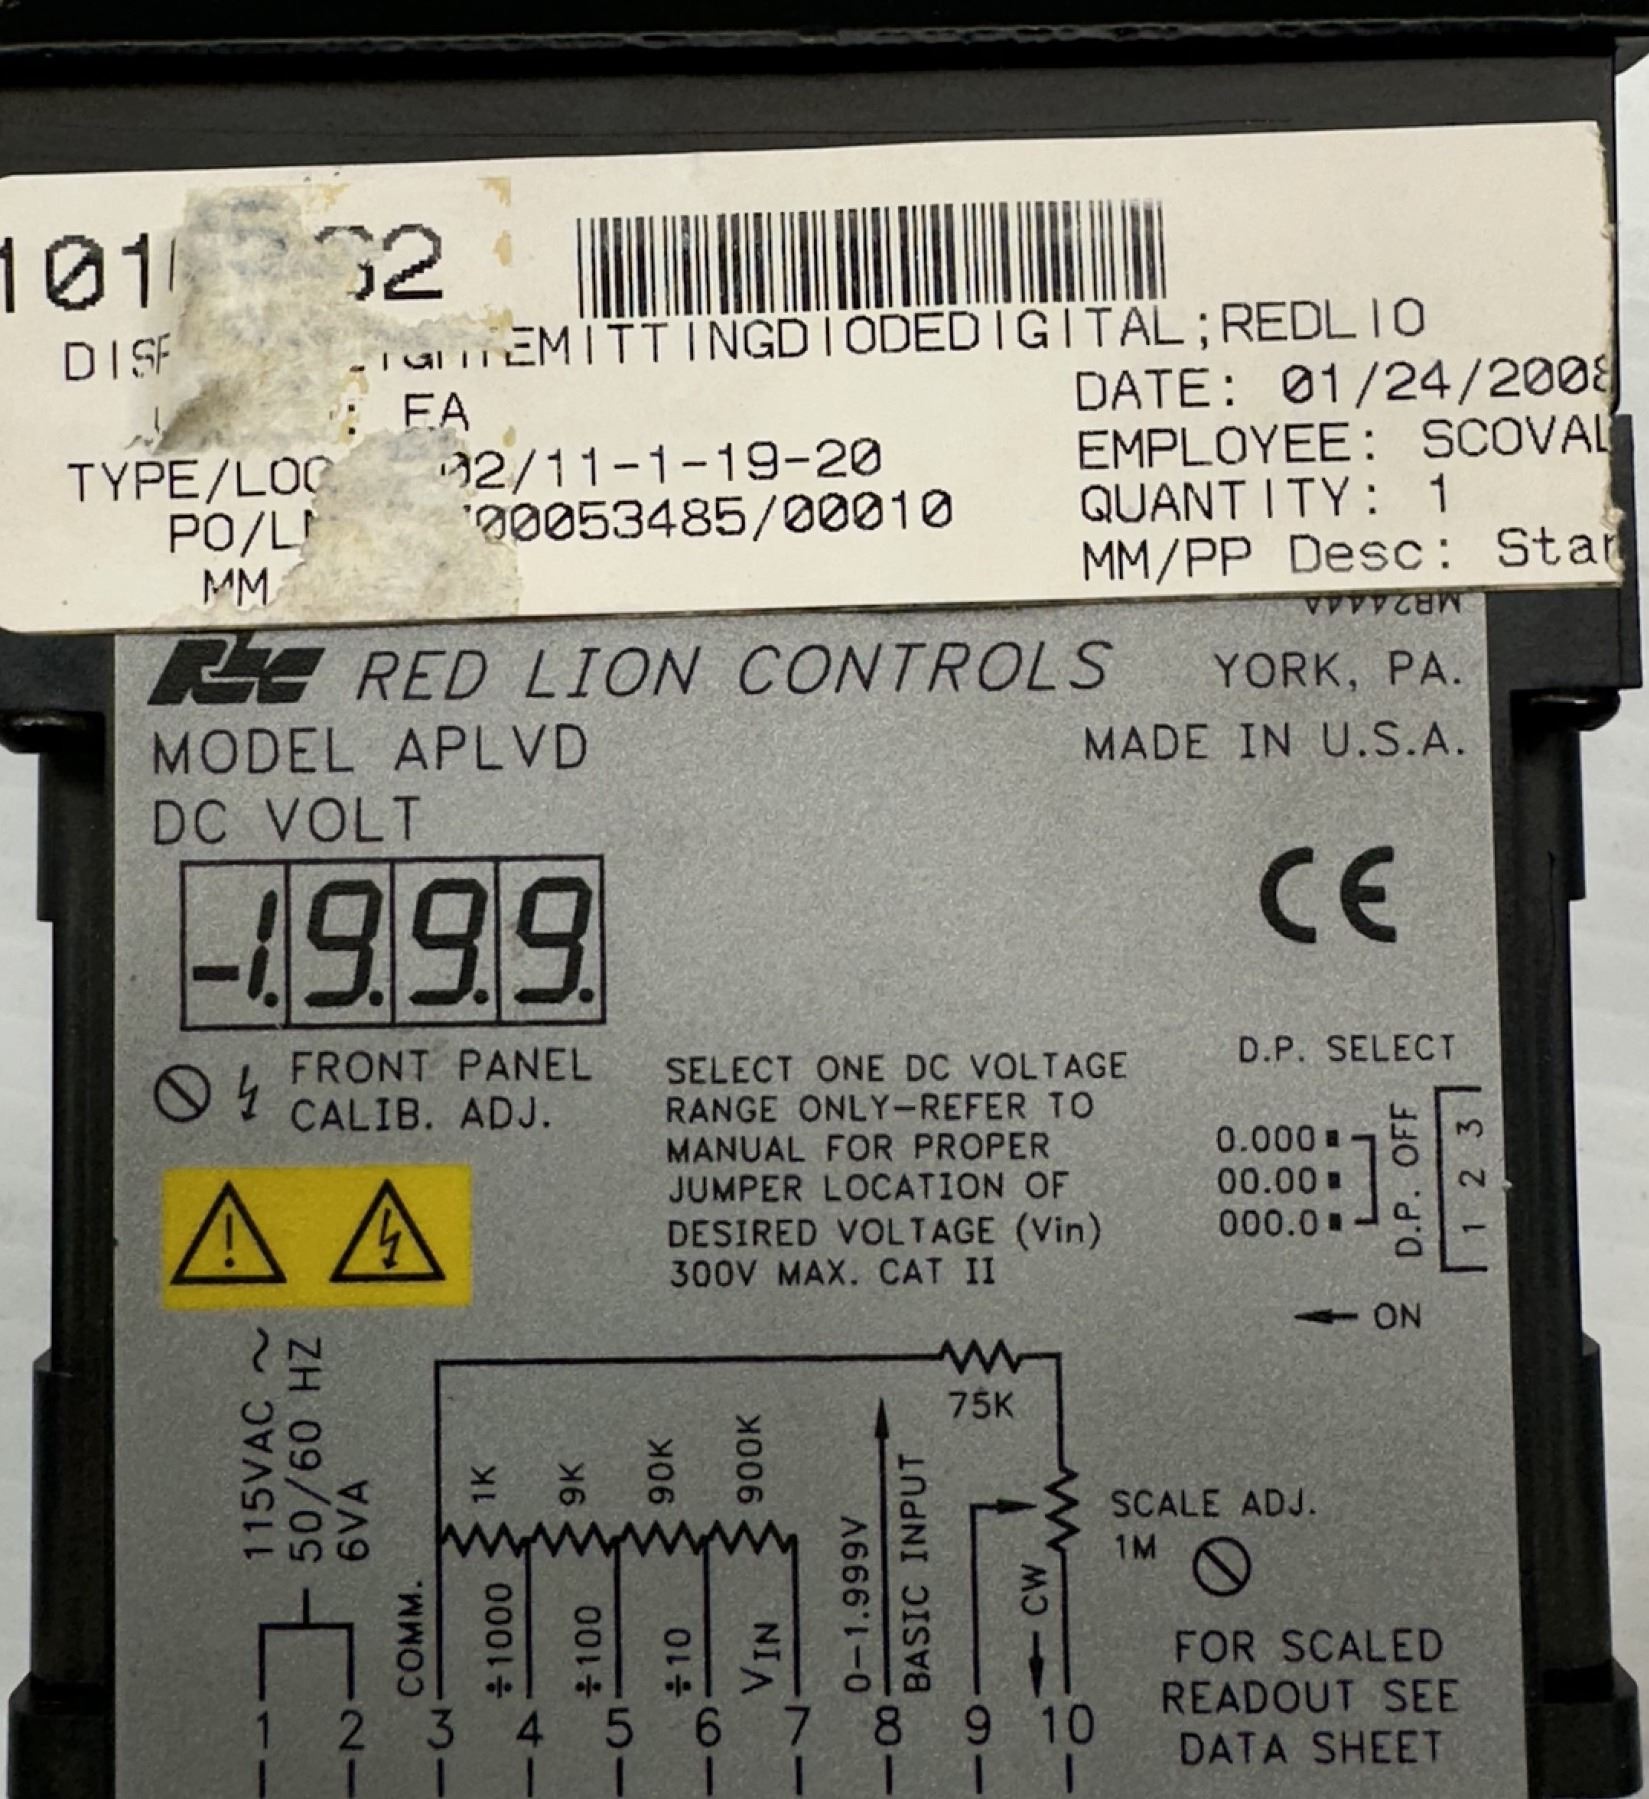 EMITTINGDIODEDIGITAL;REDLIO
EA
DATE: 01/24/2008
TYPE/LOC 02/11-1-19-20
EMPLOYEE: SCOVAL
PO/L 00053485/00010
QUANTITY: 1
MM
MM/PP Desc: Star
RLC RED LION CONTROLS YORK, PA.
MODEL APLVD MADE IN U.S.A.
DC VOLT
-1.9.9.9.
CE
FRONT PANEL
CALIB. ADJ.
SELECT ONE DC VOLTAGE
RANGE ONLY-REFER TO
MANUAL FOR PROPER
JUMPER LOCATION OF
DESIRED VOLTAGE (Vin)
300V MAX. CAT II
D.P. SELECT
0.000
00.00
000.0
D.P. OFF
1 2 3
ON
115VAC ~
50/60 HZ
6VA
75K
1K 9K 90K 900K
COMM.
÷1000
÷100
÷10
VIN
0-1.999V
BASIC INPUT
CW
SCALE ADJ.
1M
FOR SCALED
READOUT SEE
DATA SHEET
1 2 3 4 5 6 7 8 9 10